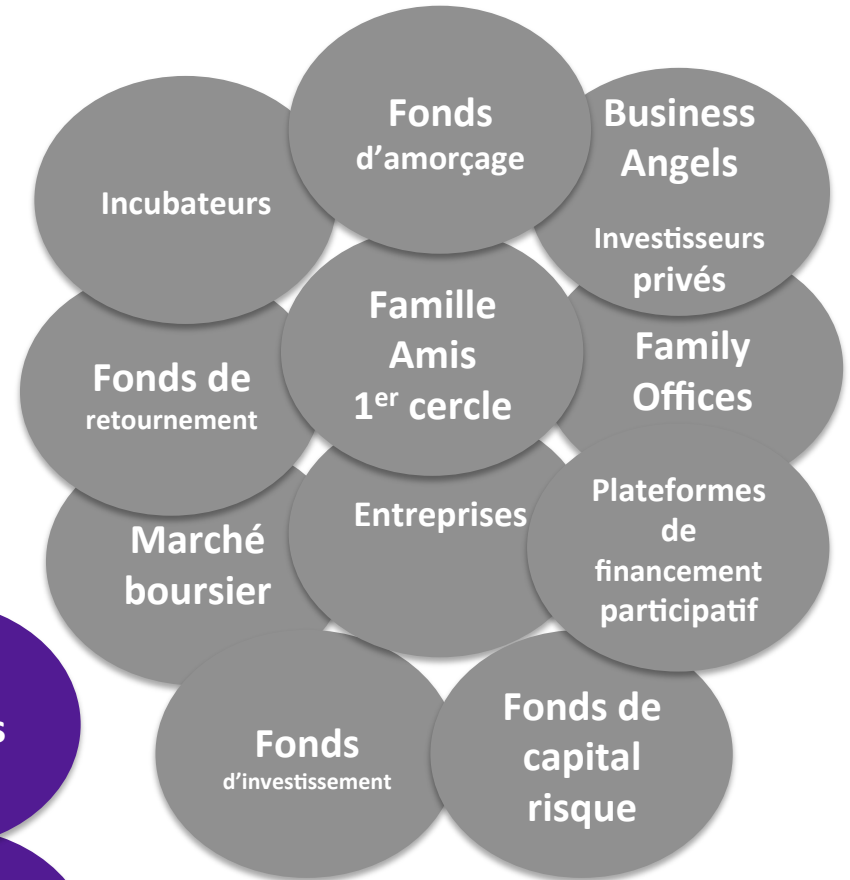 Fonds
d’amorçage
Business
Angels
Investisseurs
privés
Incubateurs
Famille
Amis
1er cercle
Family
Offices
Fonds de
retournement
Entreprises
Plateformes
de
financement
participatif
Marché
boursier
Fonds
d’investissement
Fonds de
capital
risque